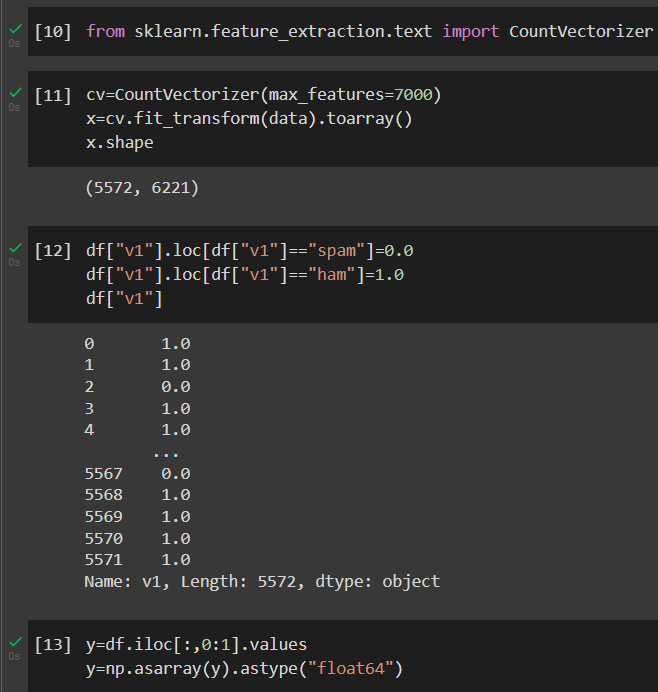 [10] from sklearn.feature_extraction.text import CountVectorizer
0s
[11] cv=CountVectorizer(max_features=7000)
0s
x=cv.fit_transform(data).toarray()
x.shape
(5572, 6221)
[12] df["v1"].loc[df["v1"]=="spam"]=0.0
0s
df["v1"].loc[df["v1"]=="ham"]=1.0
df["v1"]
0 1.0
1 1.0
2 0.0
3 1.0
4 1.0
...
5567 0.0
5568 1.0
5569 1.0
5570 1.0
5571 1.0
Name: v1, Length: 5572, dtype: object
[13] y=df.iloc[:,0:1].values
0s
y=np.asarray(y).astype("float64")